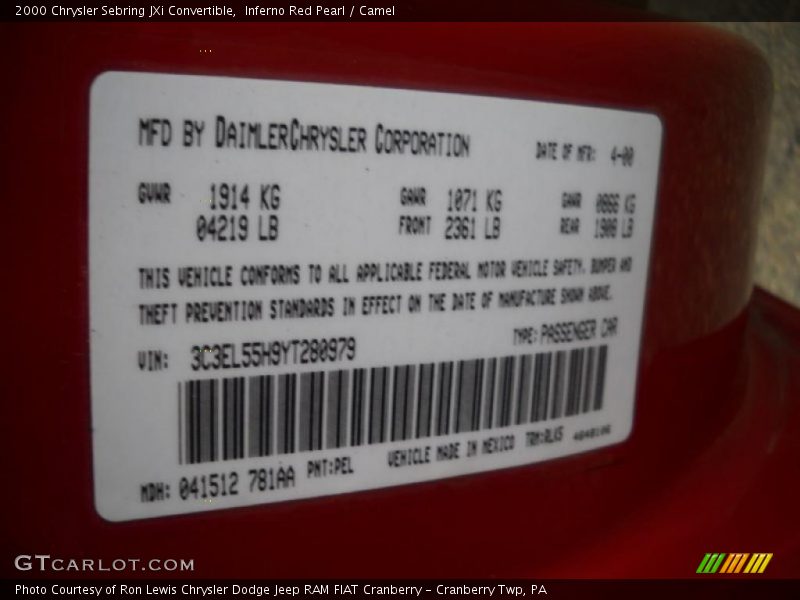 2000 Chrysler Sebring JXi Convertible,  Inferno Red Pearl / Camel
MFD BY DAIMLERCHRYSLER CORPORATION DATE OF MFR: 4-00
GVWR 1914 KG GAWR 1071 KG GAWR 0866 KG
04219 LB FRONT 2361 LB REAR 1909 LB
THIS VEHICLE CONFORMS TO ALL APPLICABLE FEDERAL MOTOR VEHICLE SAFETY, BUMPER AND
THEFT PREVENTION STANDARDS IN EFFECT ON THE DATE OF MANUFACTURE SHOWN ABOVE.
VIN: 3C3EL55H9YT280979 TYPE: PASSENGER CAR
MDH: 041512 781AA PNT:PEL VEHICLE MADE IN MEXICO TRM:DLK5
GTCARLOT.COM
Photo Courtesy of Ron Lewis Chrysler Dodge Jeep RAM FIAT Cranberry - Cranberry Twp, PA